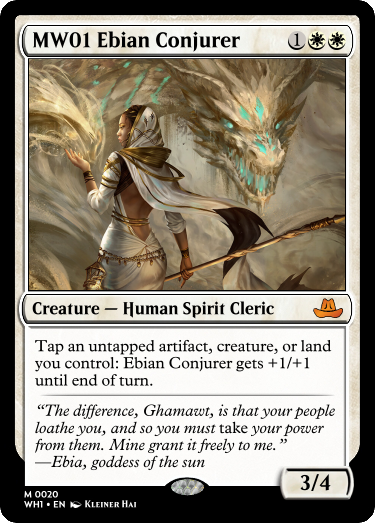 MW01 Ebian Conjurer 1
Creature — Human Spirit Cleric
Tap an untapped artifact, creature, or land
you control: Ebian Conjurer gets +1/+1
until end of turn.
“The difference, Ghamawt, is that your people
loathe you, and so you must take your power
from them. Mine grant it freely to me.”
—Ebia, goddess of the sun
3/4
M 0020
WH1 • EN Kleiner Hai